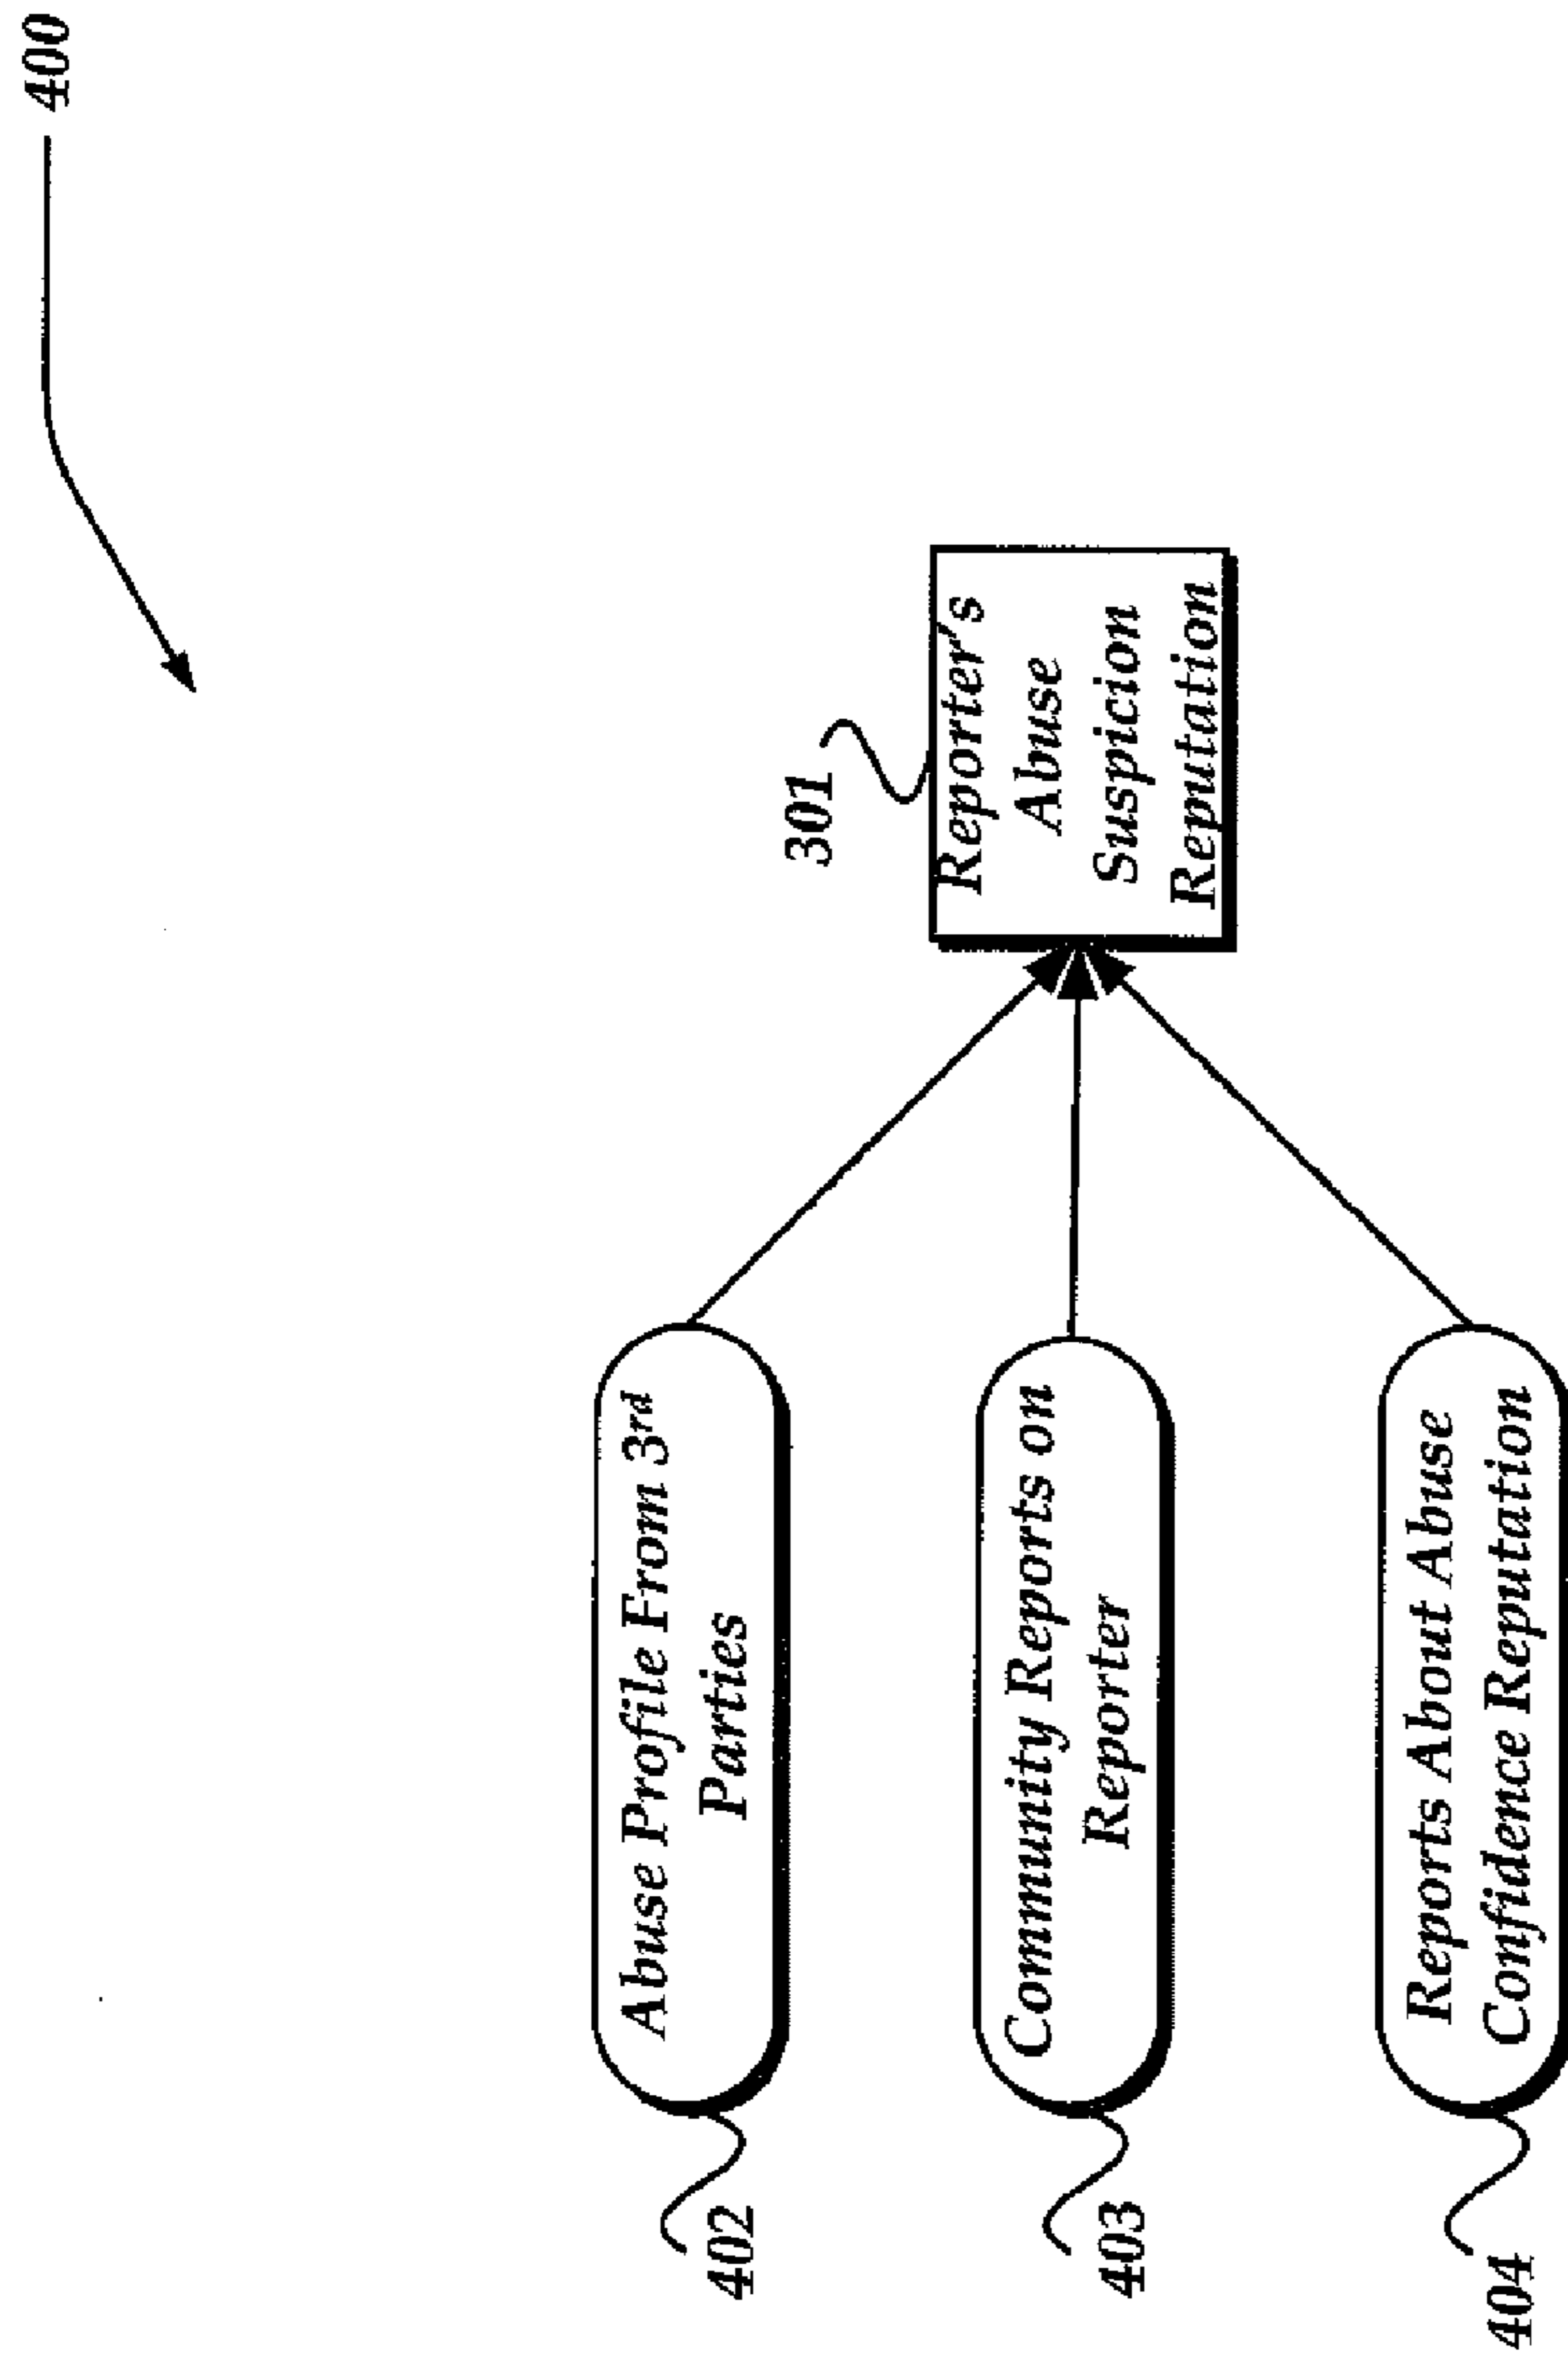 400
301
Reporter's
Abuse
Suspicion
Reputation
402
Abuse Profile From 3rd
Parties
403
Community Reports on
Reporter
404
Reports About Abuse
Confidence Reputation